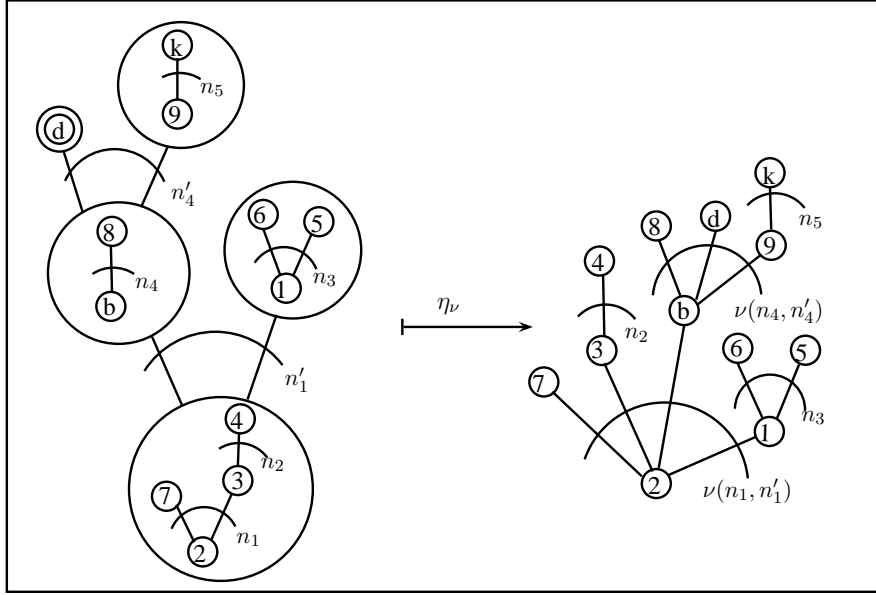 k
9
n₅
d
n′₄
8
b
n₄
6
5
1
n₃
n′₁
4
3
n₂
7
2
n₁
η_ν
k
9
n₅
8
d
b
ν(n₄, n′₄)
4
3
n₂
7
6
5
1
n₃
2
ν(n₁, n′₁)